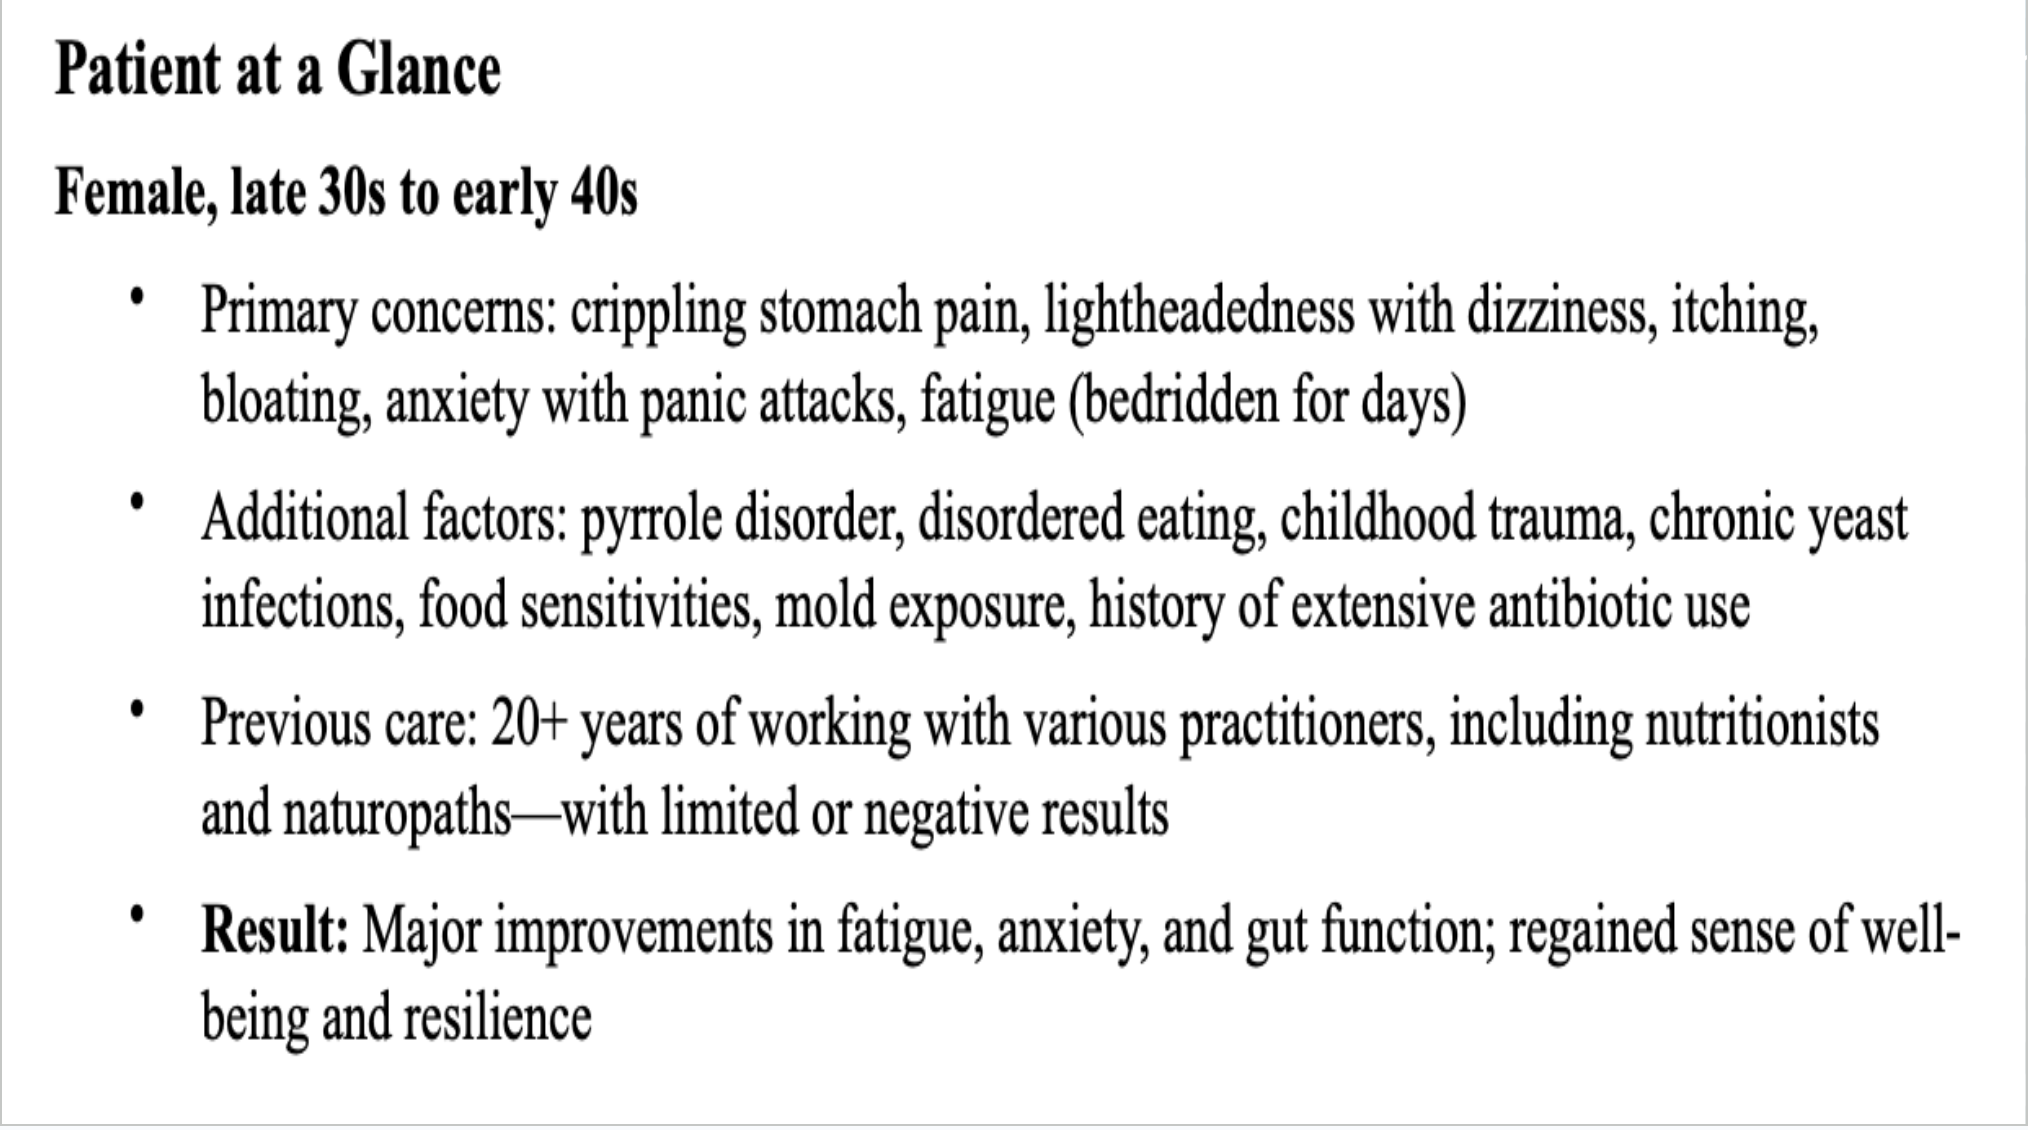 Patient at a Glance
Female, late 30s to early 40s
• Primary concerns: crippling stomach pain, lightheadedness with dizziness, itching,
bloating, anxiety with panic attacks, fatigue (bedridden for days)
• Additional factors: pyrrole disorder, disordered eating, childhood trauma, chronic yeast
infections, food sensitivities, mold exposure, history of extensive antibiotic use
• Previous care: 20+ years of working with various practitioners, including nutritionists
and naturopaths—with limited or negative results
• Result: Major improvements in fatigue, anxiety, and gut function; regained sense of well-
being and resilience